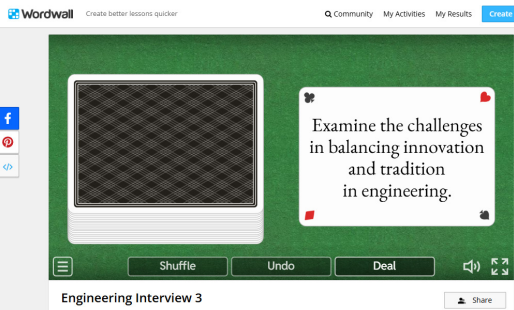 Wordwall Create better lessons quicker Community My Activities My Results Create
Examine the challenges
in balancing innovation
and tradition
in engineering.
Shuffle Undo Deal
Engineering Interview 3
Share